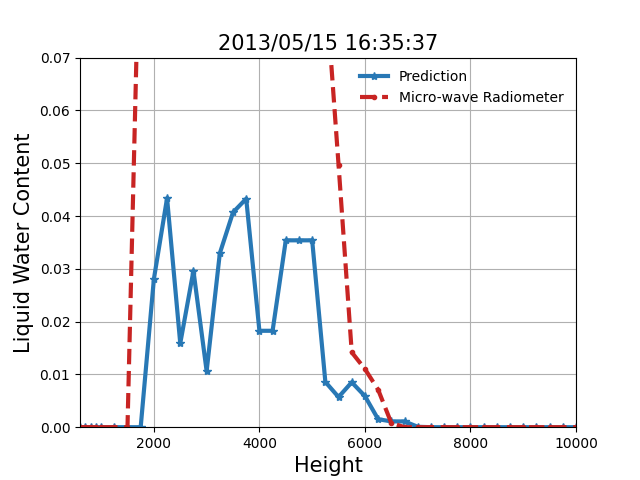 2013/05/15 16:35:37
0.07
0.06
0.05
0.04
0.03
0.02
0.01
0.00
Liquid Water Content
Prediction
Micro-wave Radiometer
2000 4000 6000 8000 10000
Height